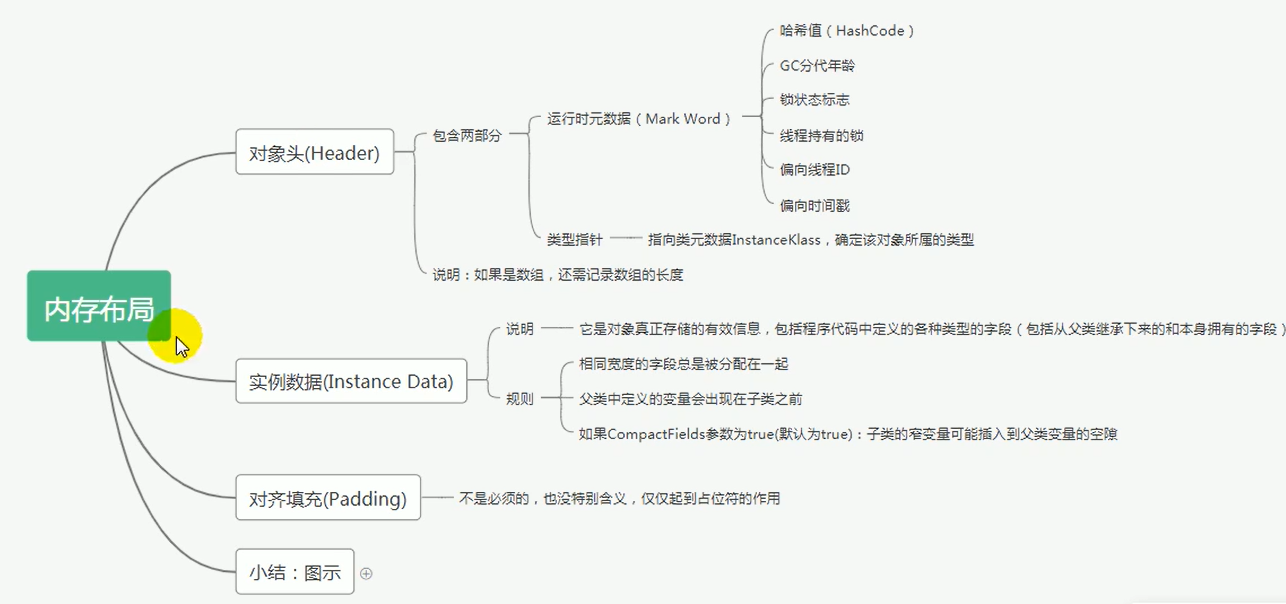 内存布局
对象头(Header)
包含两部分
运行时元数据（Mark Word）
哈希值（HashCode）
GC分代年龄
锁状态标志
线程持有的锁
偏向线程ID
偏向时间戳
类型指针
指向类元数据InstanceKlass，确定该对象所属的类型
说明：如果是数组，还需记录数组的长度
实例数据(Instance Data)
说明
它是对象真正存储的有效信息，包括程序代码中定义的各种类型的字段（包括从父类继承下来的和本身拥有的字段）
规则
相同宽度的字段总是被分配在一起
父类中定义的变量会出现在子类之前
如果CompactFields参数为true(默认为true)：子类的窄变量可能插入到父类变量的空隙
对齐填充(Padding)
不是必须的，也没特别含义，仅仅起到占位符的作用
小结：图示